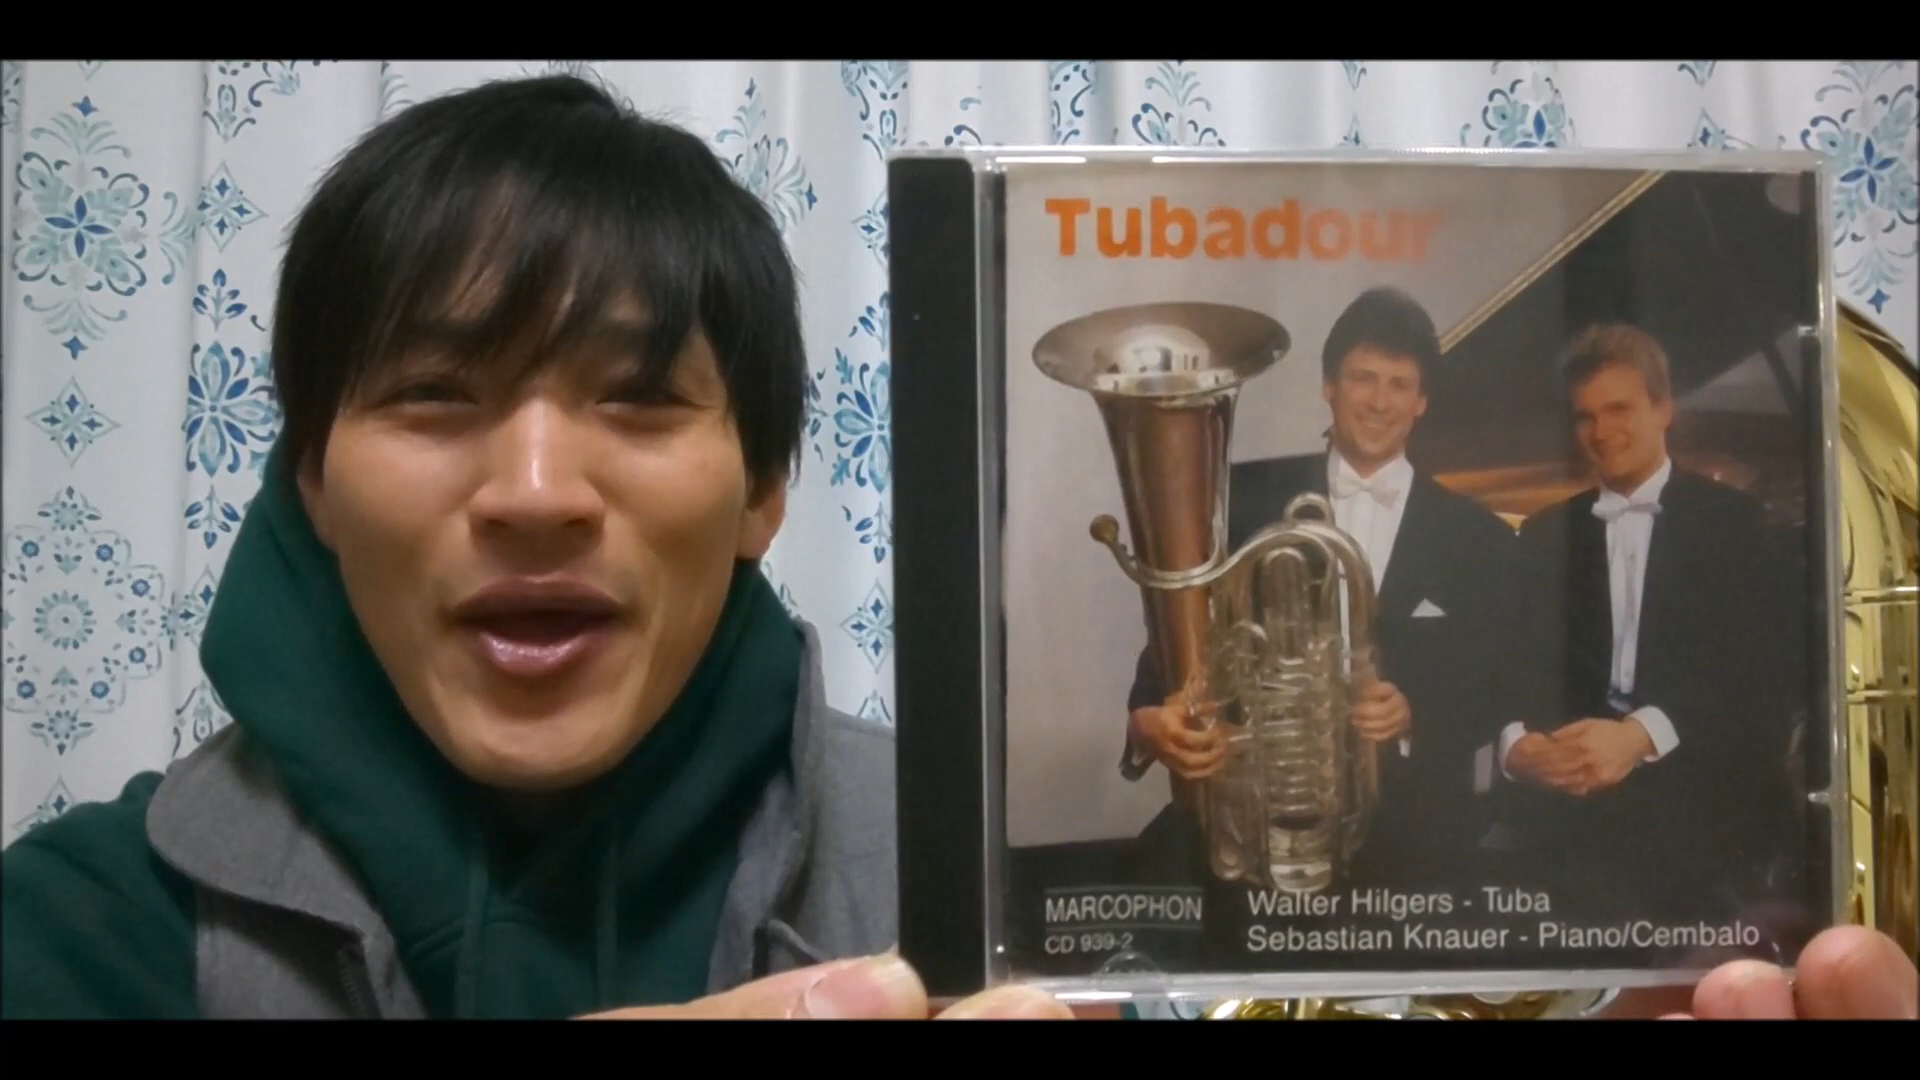 Tubadour
MARCOPHON
CD 939-2
Walter Hilgers - Tuba
Sebastian Knauer - Piano/Cembalo